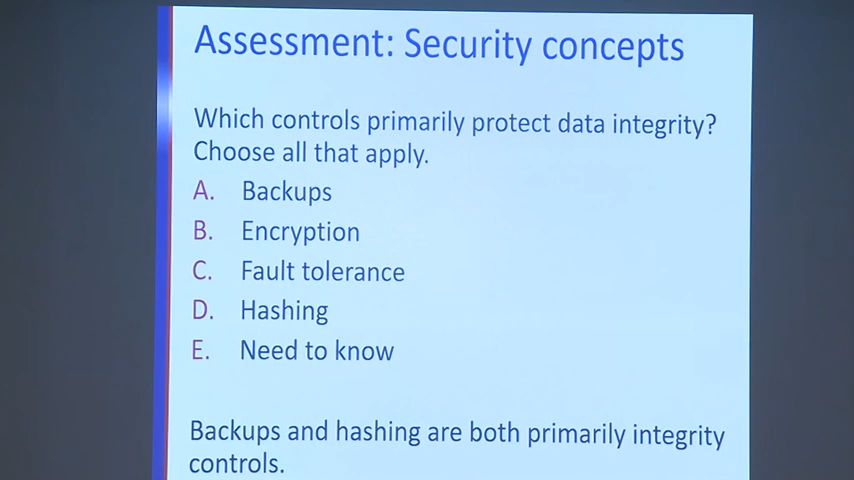 Assessment: Security concepts
Which controls primarily protect data integrity?
Choose all that apply.
A. Backups
B. Encryption
C. Fault tolerance
D. Hashing
E. Need to know
Backups and hashing are both primarily integrity
controls.